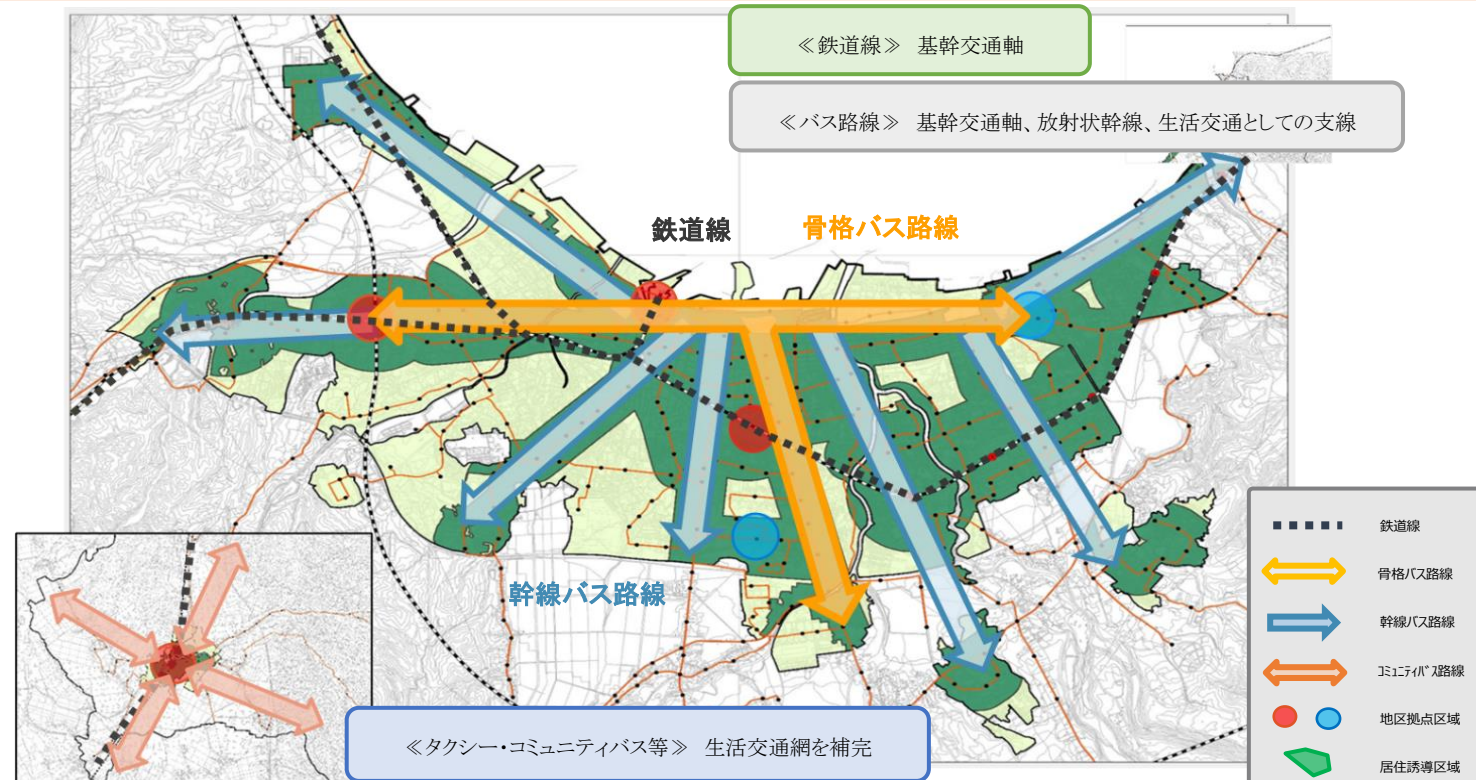 ≪鉄道線≫ 基幹交通軸
≪バス路線≫ 基幹交通軸、放射状幹線、生活交通としての支線
鉄道線
骨格バス路線
幹線バス路線
≪タクシー・コミュニティバス等≫ 生活交通網を補完
鉄道線
骨格バス路線
幹線バス路線
ｺﾐｭﾆﾃｨﾊﾞｽ路線
地区拠点区域
居住誘導区域